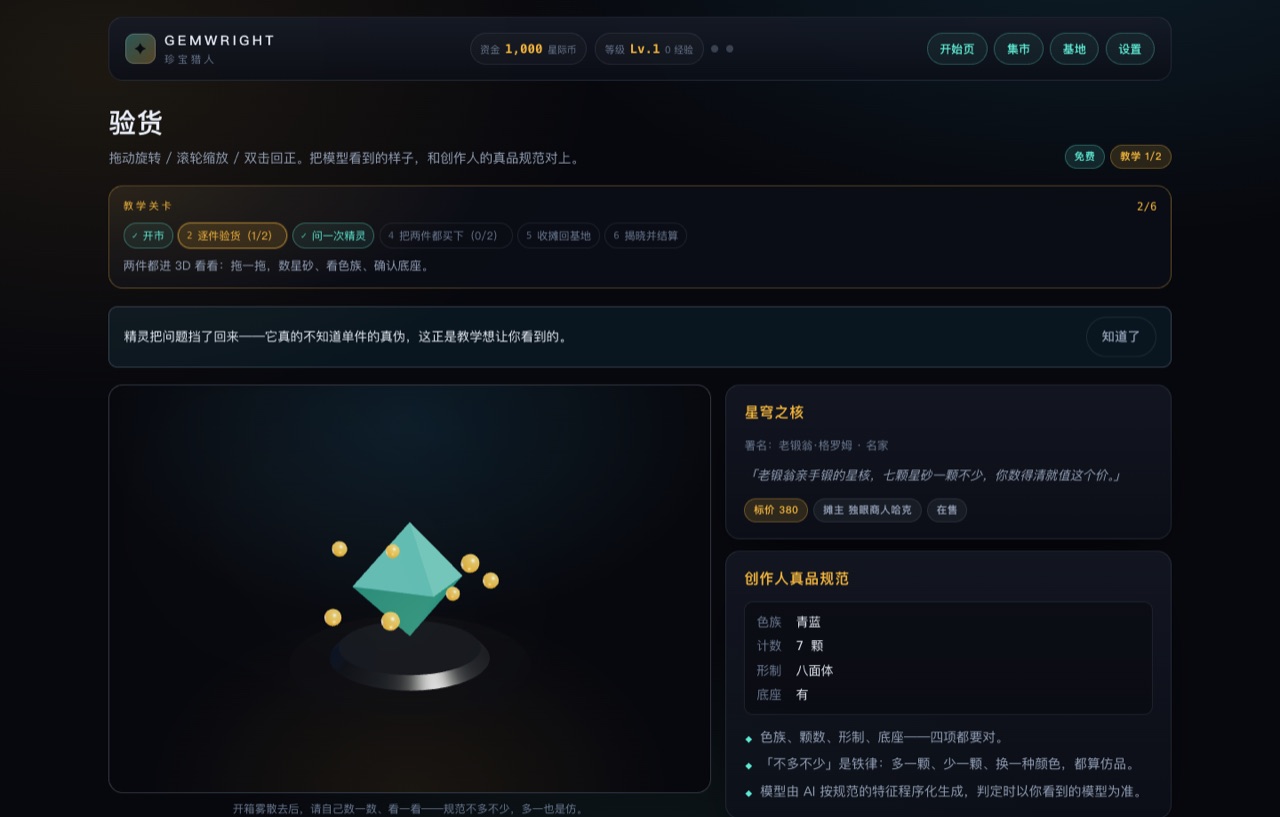 GEMWRIGHT
珍宝猎人
资金 1,000 星际币
等级 Lv.1 0 经验
开始页
集市
基地
设置
验货
拖动旋转 / 滚轮缩放 / 双击回正。把模型看到的样子，和创作人的真品规范对上。
免费
教学 1/2
教学关卡
2/6
✓ 开市
2 逐件验货（1/2）
✓ 问一次精灵
4 把两件都买下（0/2）
5 收摊回基地
6 揭晓并结算
两件都进 3D 看看：拖一拖，数星砂、看色族、确认底座。
精灵把问题挡了回来——它真的不知道单件的真伪，这正是教学想让你看到的。
知道了
星穹之核
署名：老锻翁·格罗姆 · 名家
「老锻翁亲手锻的星核，七颗星砂一颗不少，你数得清就值这个价。」
标价 380
摊主 独眼商人哈克
在售
创作人真品规范
色族 青蓝
计数 7 颗
形制 八面体
底座 有
色族、颗数、形制、底座——四项都要对。
「不多不少」是铁律：多一颗、少一颗、换一种颜色，都算仿品。
模型由 AI 按规范的特征程序化生成，判定时以你看到的模型为准。
开箱雾散去后，请自己数一数、看一看——规范不多不少，多一也是仿。